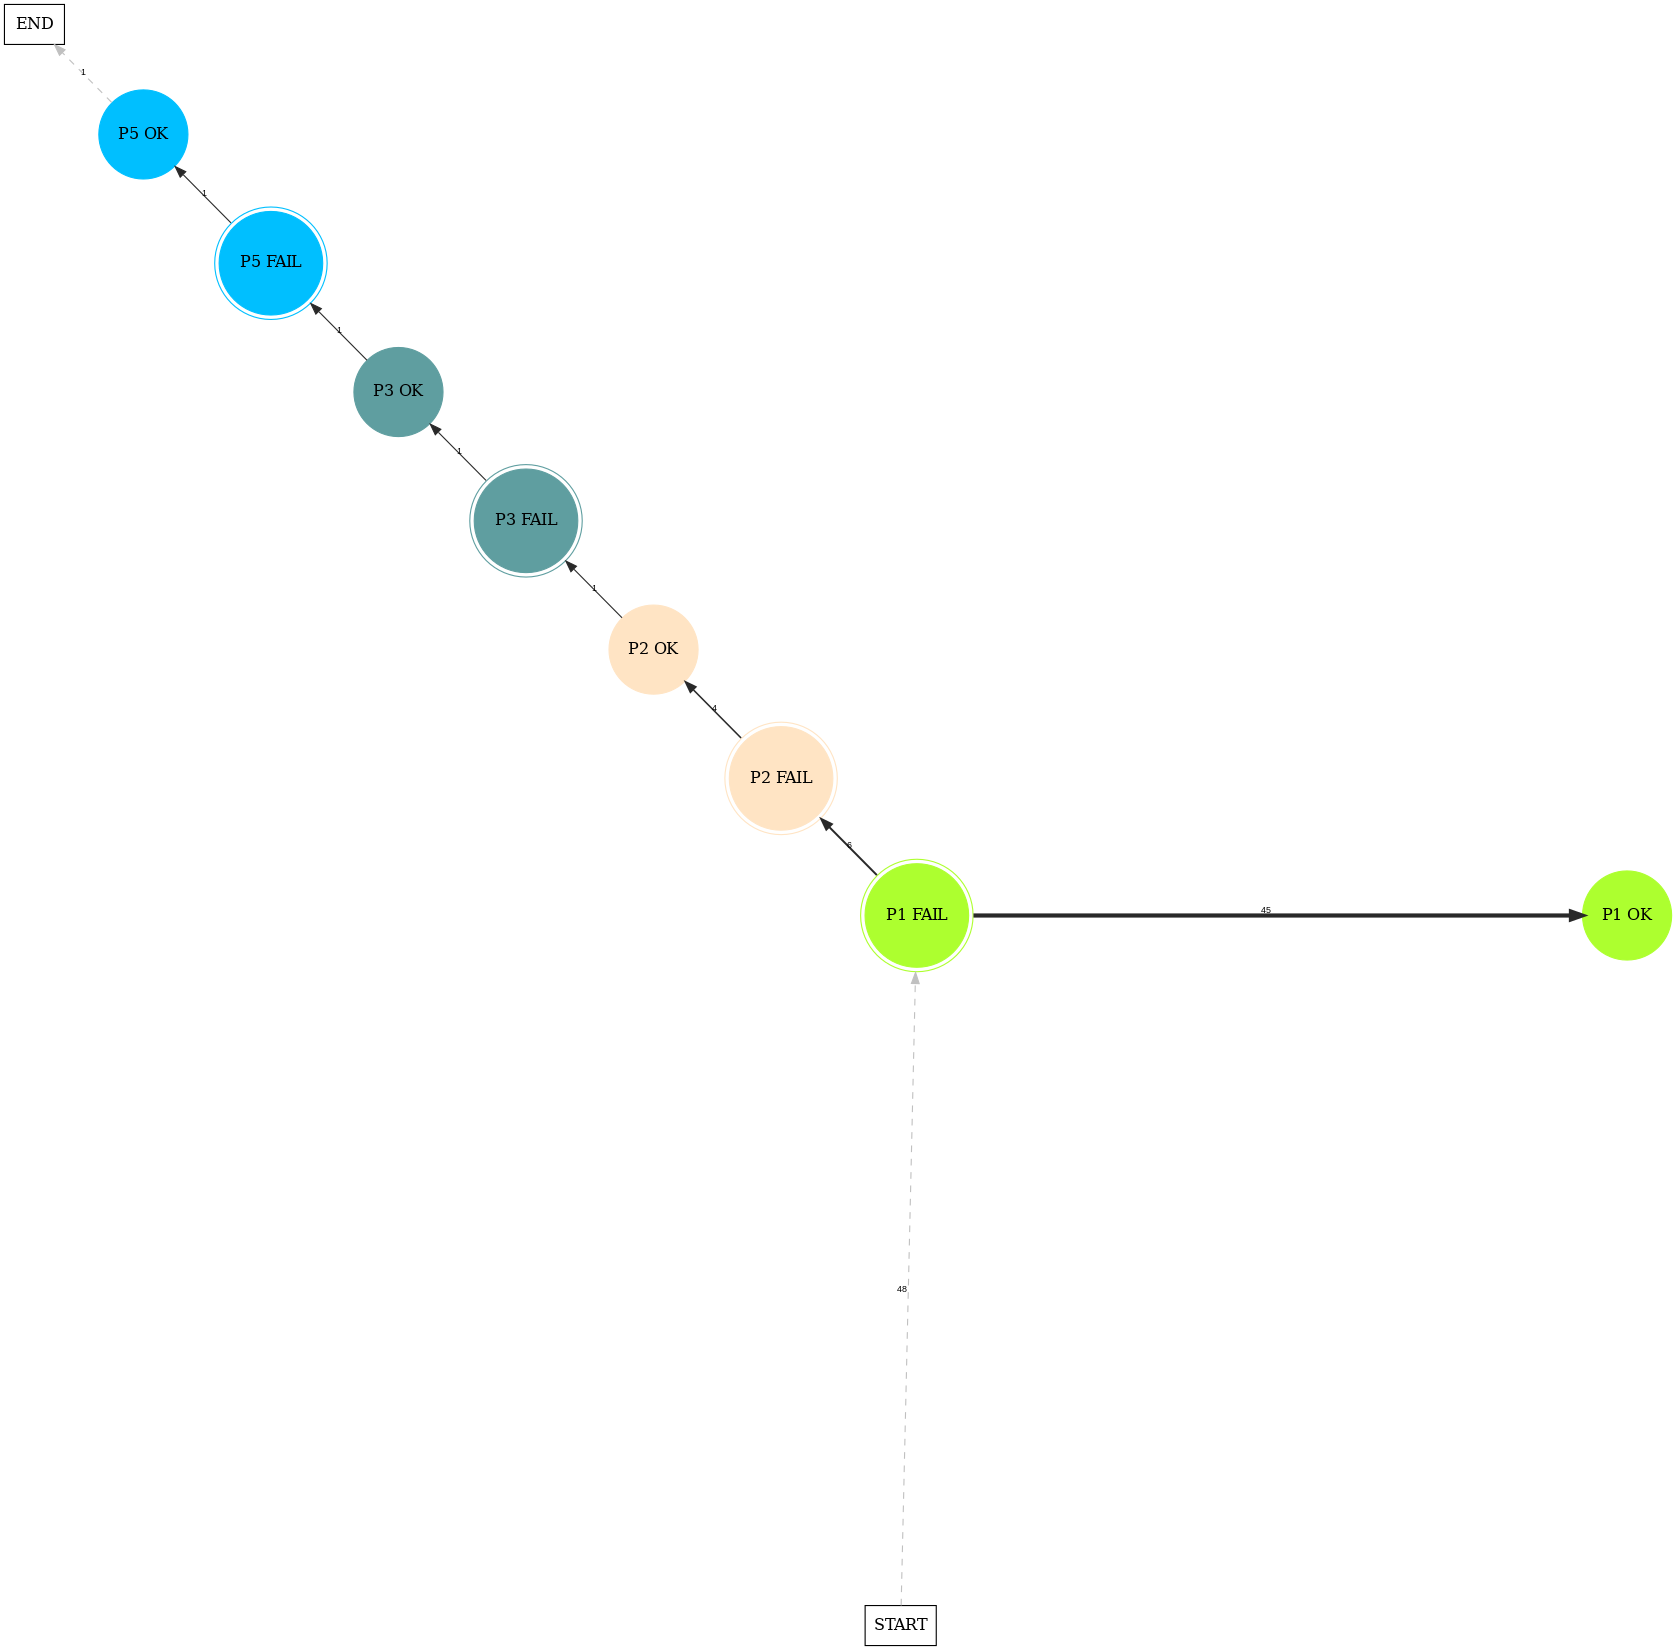 END
1
P5 OK
1
P5 FAIL
1
P3 OK
1
P3 FAIL
1
P2 OK
4
P2 FAIL
6
P1 FAIL
45
P1 OK
48
START